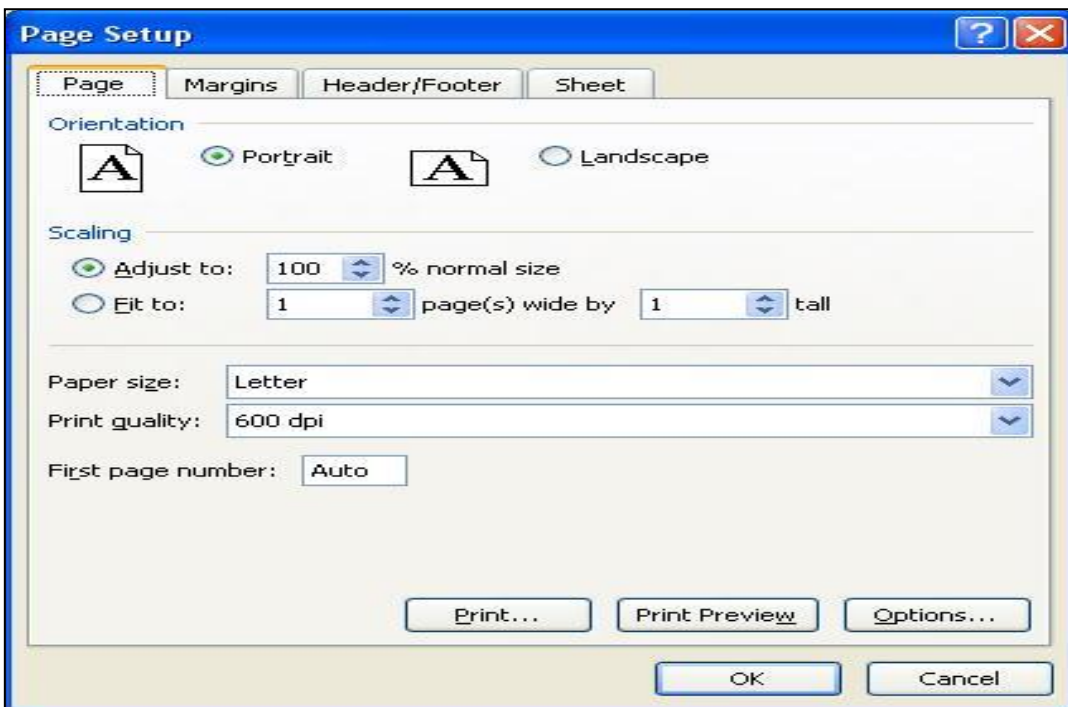 Page Setup ?
Page Margins Header/Footer Sheet
Orientation
A Portrait A Landscape
Scaling
Adjust to: 100 % normal size
Fit to: 1 page(s) wide by 1 tall
Paper size: Letter
Print quality: 600 dpi
First page number: Auto
Print... Print Preview Options...
OK Cancel